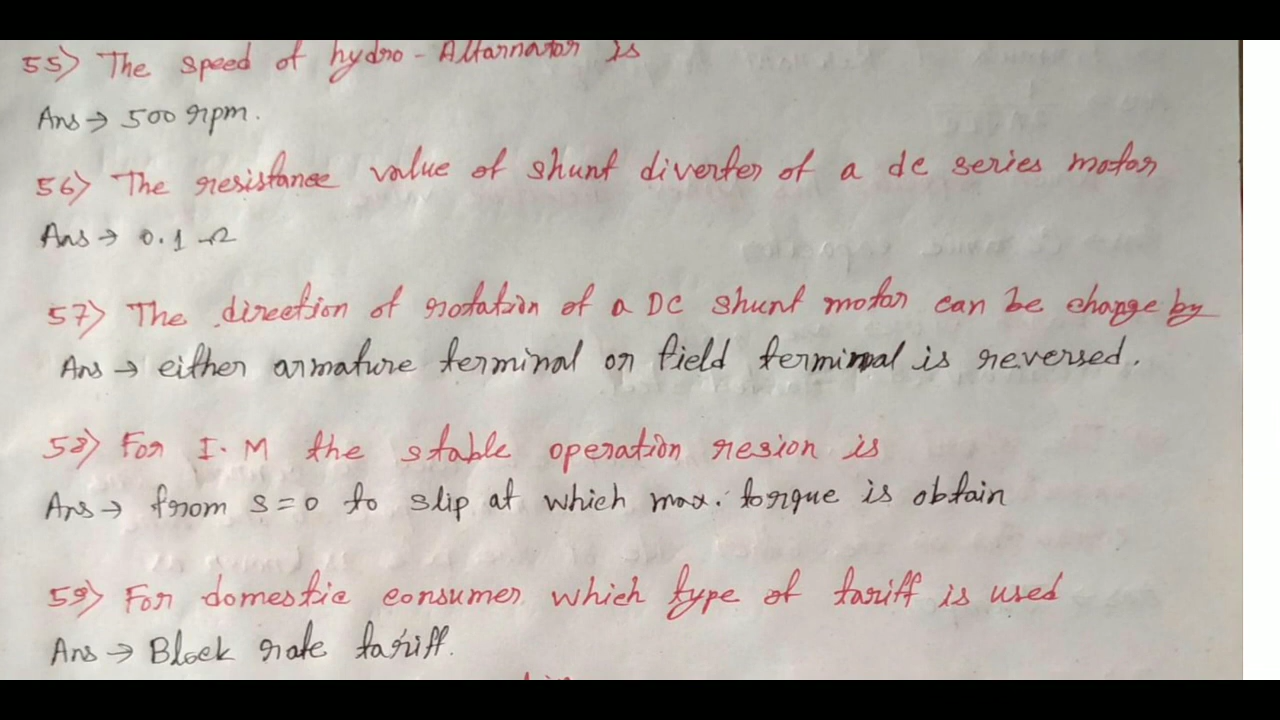 55) The speed of hydro - Altarnator is
Ans → 500 rpm.
56) The resistance value of shunt diverter of a dc series motor
Ans → 0.1 Ω
57) The direction of rotation of a DC shunt motor can be change by
Ans → either armature terminal or field terminal is reversed.
58) For I.M the stable operation resion is
Ans → from s = 0 to slip at which max. torque is obtain
59) For domestic consumer which type of tariff is used
Ans → Block rate tariff.